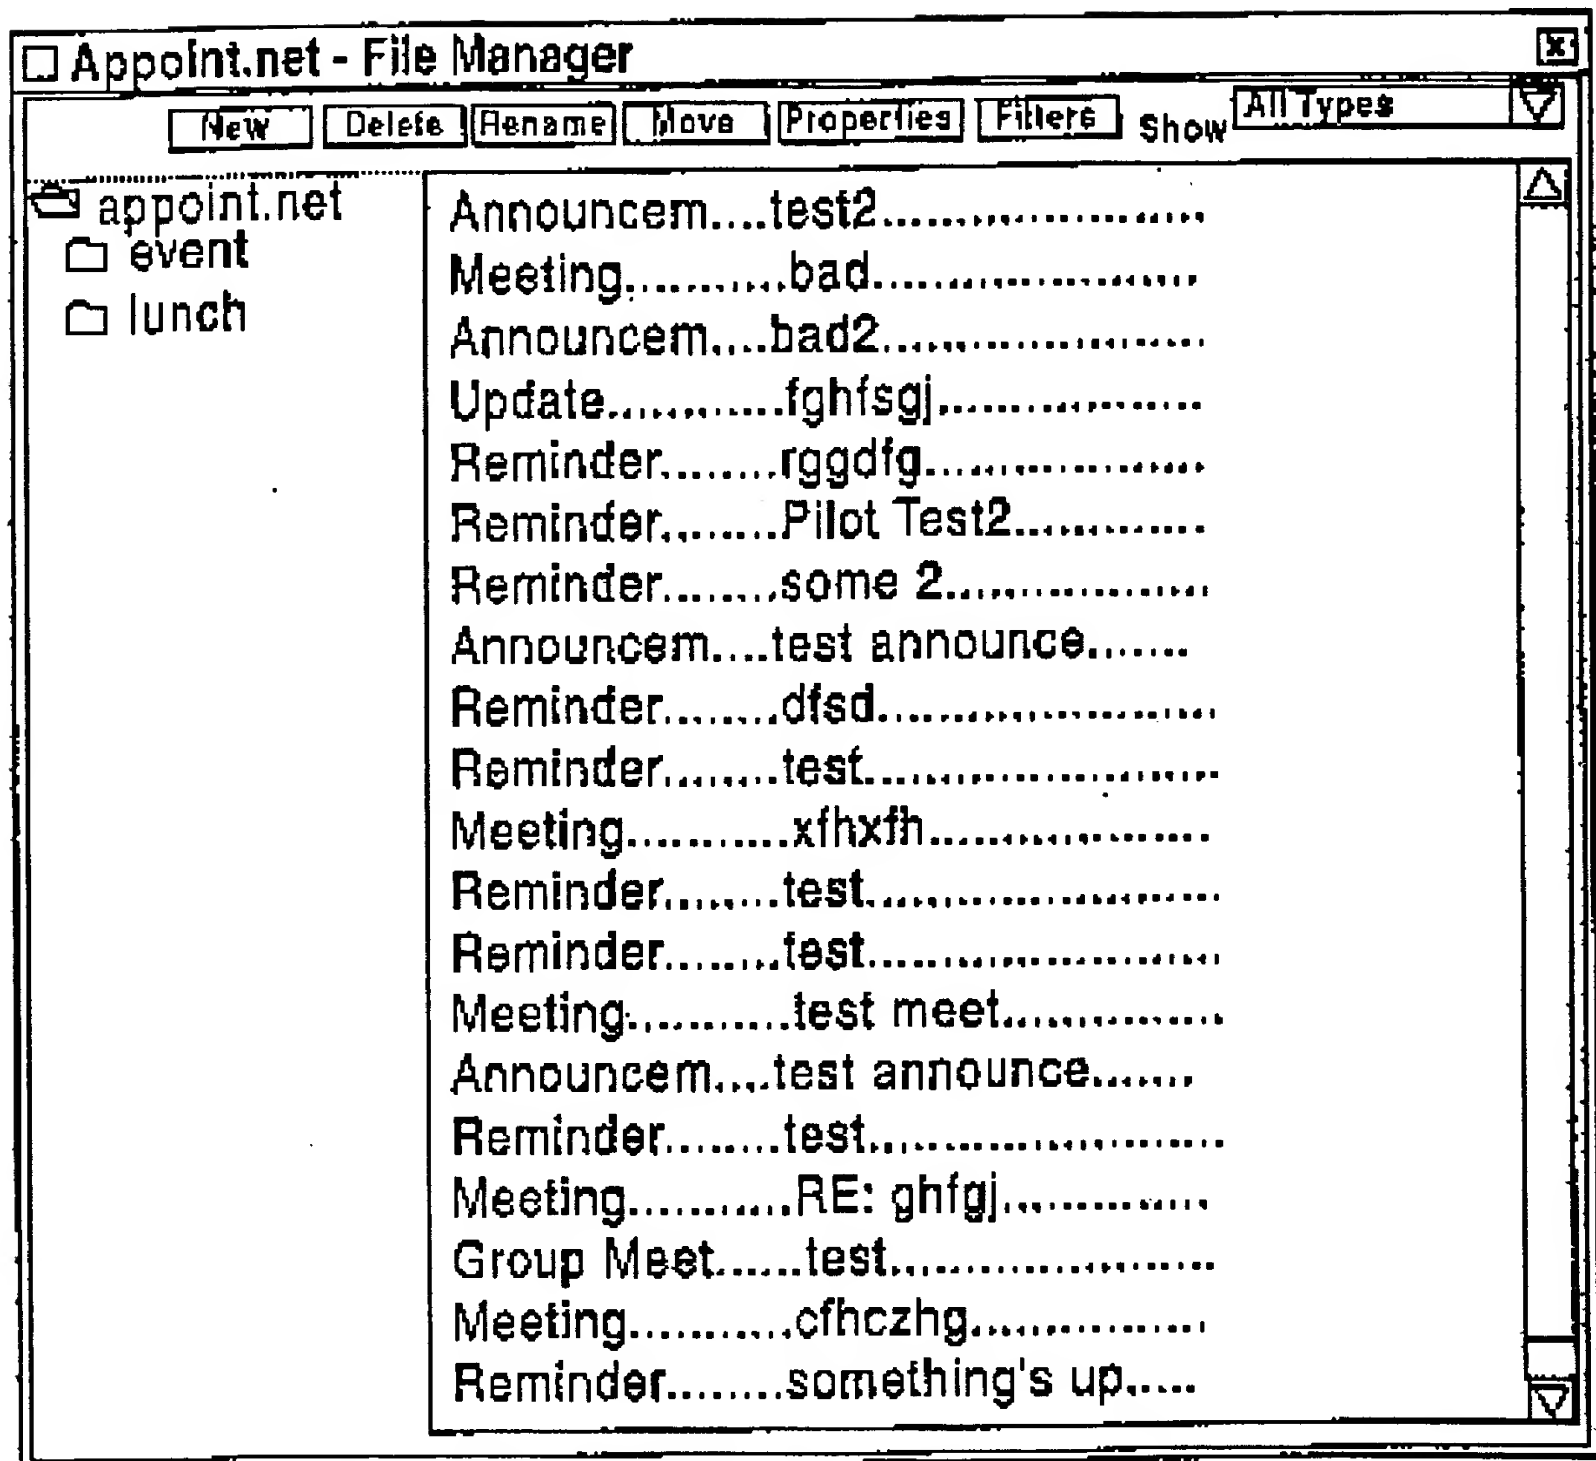 Appoint.net - File Manager
New Delete Rename Move Properties Filters Show All Types
appoint.net
event
lunch
Announcem....test2......................
Meeting...........bad......................
Announcem....bad2......................
Update............fghfsgj..................
Reminder........rggdfg...................
Reminder........Pilot Test2.............
Reminder........some 2..................
Announcem....test announce.......
Reminder........dfsd.......................
Reminder........test........................
Meeting...........xfhxfh...................
Reminder........test........................
Reminder........test........................
Meeting...........test meet...............
Announcem....test announce.......
Reminder........test........................
Meeting...........RE: ghfgj..............
Group Meet......test......................
Meeting...........cfhczhg................
Reminder........something's up.....